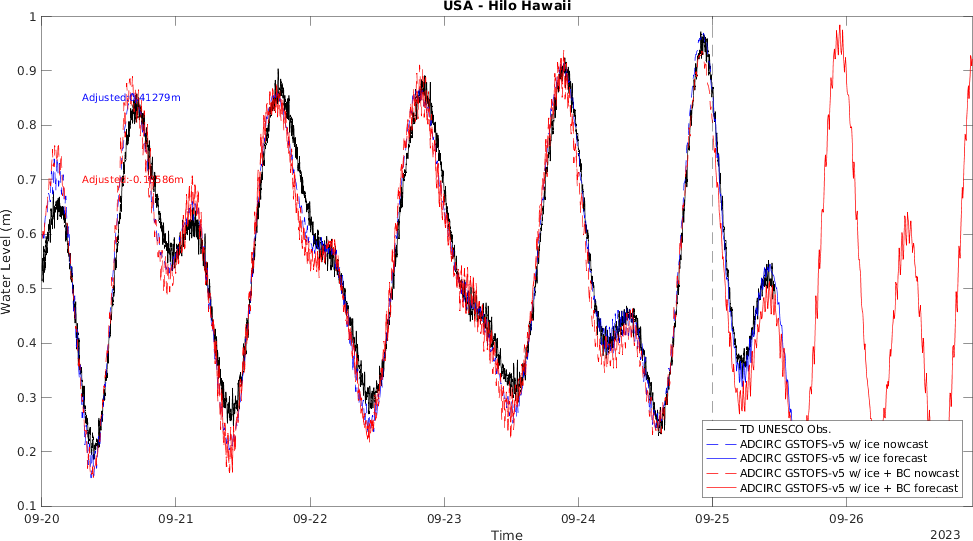 USA - Hilo Hawaii
1
0.9
0.8
0.7
0.6
0.5
0.4
0.3
0.2
0.1
Water Level (m)
m
Adjusted:-0.1
586m
TD UNESCO Obs.
ADCIRC GSTOFS-v5 w/ ice nowcast
ADCIRC GSTOFS-v5 w/ ice forecast
ADCIRC GSTOFS-v5 w/ ice + BC nowcast
ADCIRC GSTOFS-v5 w/ ice + BC forecast
09-20
09-21
09-22
09-23
09-24
09-25
09-26
Time
2023